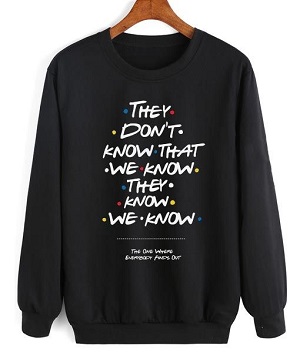 THEY
DON'T
KNOW THAT
WE KNOW
THEY
KNOW
WE KNOW
THE ONE WHERE
EVERYBODY FINDS OUT